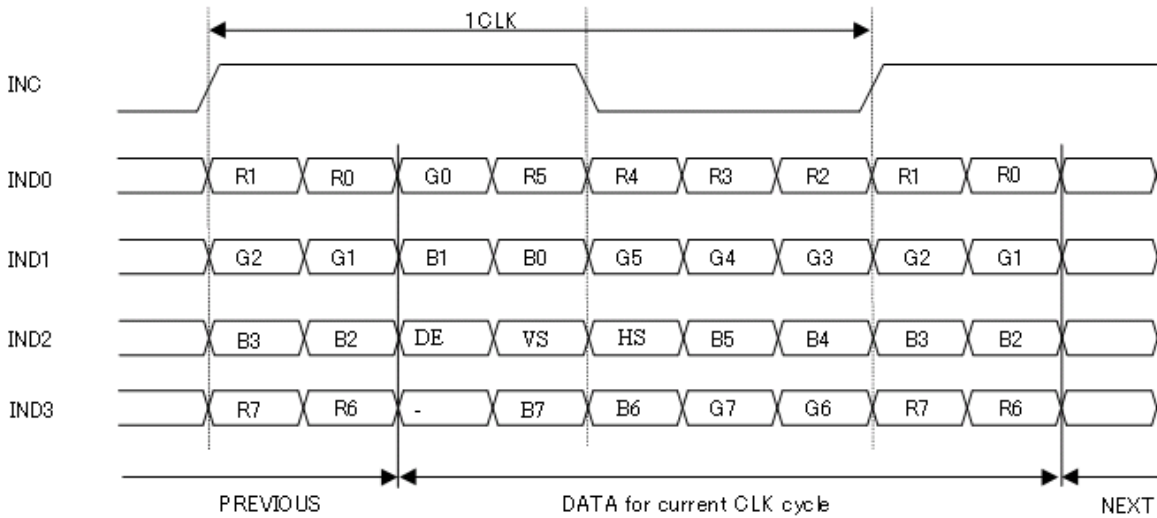 1CLK
INC
IND0 R1 R0 G0 R5 R4 R3 R2 R1 R0
IND1 G2 G1 B1 B0 G5 G4 G3 G2 G1
IND2 B3 B2 DE VS HS B5 B4 B3 B2
IND3 R7 R6 - B7 B6 G7 G6 R7 R6
PREVIOUS DATA for current CLK cycle NEXT